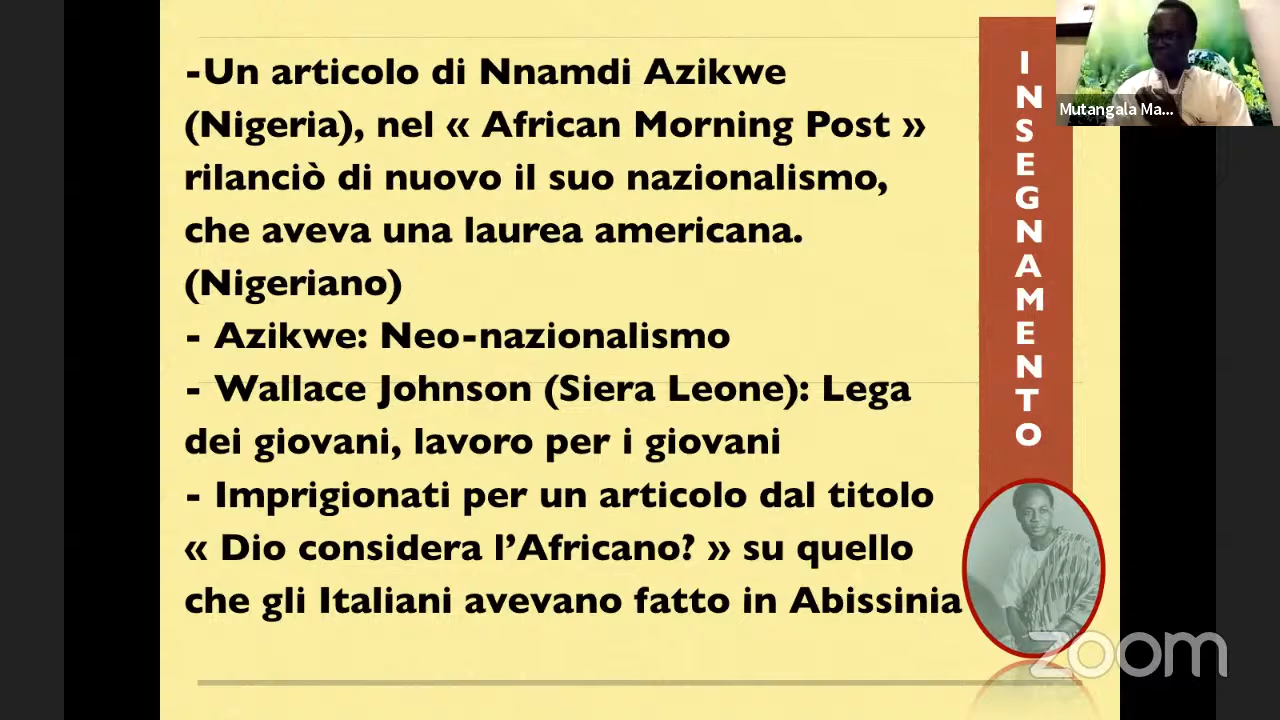 -Un articolo di Nnamdi Azikwe
(Nigeria), nel « African Morning Post »
rilanciò di nuovo il suo nazionalismo,
che aveva una laurea americana.
(Nigeriano)
- Azikwe: Neo-nazionalismo
- Wallace Johnson (Siera Leone): Lega
dei giovani, lavoro per i giovani
- Imprigionati per un articolo dal titolo
« Dio considera l’Africano? » su quello
che gli Italiani avevano fatto in Abissinia
INSEGNAMENTO
Mutangala Ma...
zoom